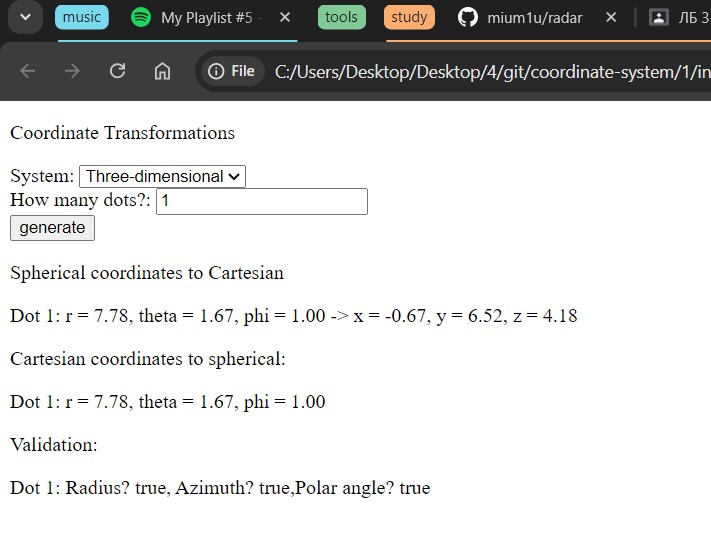 music My Playlist #5 - tools study mium1u/radar ЛБ 3
File C:/Users/Desktop/Desktop/4/git/coordinate-system/1/in
Coordinate Transformations
System: Three-dimensional
How many dots?: 1
generate
Spherical coordinates to Cartesian
Dot 1: r = 7.78, theta = 1.67, phi = 1.00 -> x = -0.67, y = 6.52, z = 4.18
Cartesian coordinates to spherical:
Dot 1: r = 7.78, theta = 1.67, phi = 1.00
Validation:
Dot 1: Radius? true, Azimuth? true,Polar angle? true